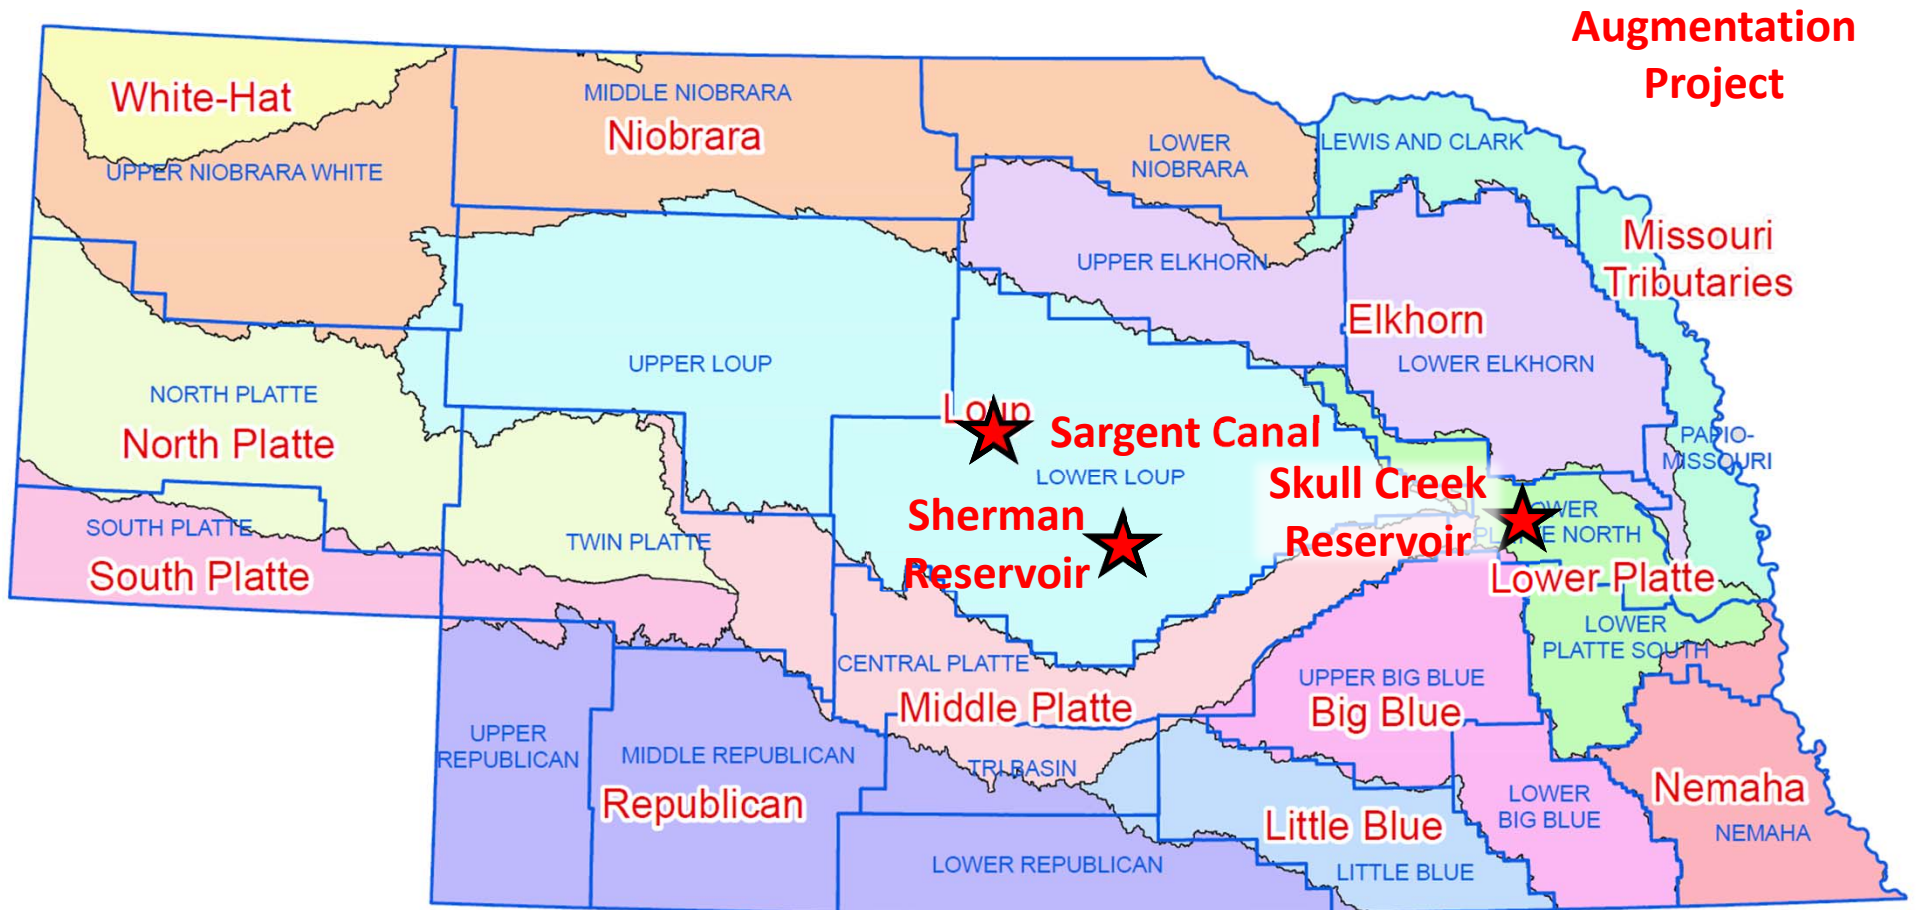 Augmentation
Project
White-Hat
MIDDLE NIOBRARA
Niobrara
LOWER
NIOBRARA
LEWIS AND CLARK
UPPER NIOBRARA WHITE
Missouri
Tributaries
UPPER ELKHORN
Elkhorn
LOWER ELKHORN
UPPER LOUP
NORTH PLATTE
North Platte
Loup
Sargent Canal
LOWER LOUP
PAPIO-
MISSOURI
Skull Creek
Reservoir
LOWER
PLATTE NORTH
Sherman
Reservoir
SOUTH PLATTE
South Platte
TWIN PLATTE
Lower Platte
LOWER
PLATTE SOUTH
CENTRAL PLATTE
Middle Platte
UPPER BIG BLUE
Big Blue
UPPER
REPUBLICAN
MIDDLE REPUBLICAN
Republican
TRI BASIN
LOWER
BIG BLUE
Nemaha
NEMAHA
Little Blue
LITTLE BLUE
LOWER REPUBLICAN